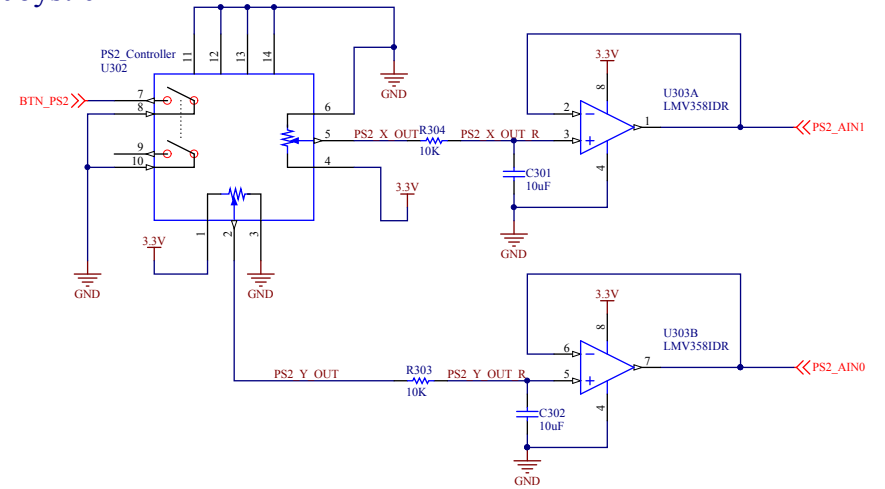 PS2_Controller
U302
11
12
13
14
GND
BTN_PS2
7
8
9
10
6
5
4
PS2_X_OUT
R304
10K
PS2_X_OUT_R
C301
10uF
GND
3.3V
8
2
3
1
4
U303A
LMV358IDR
PS2_AIN1
3.3V
3.3V
1
2
3
GND
GND
PS2_Y_OUT
R303
10K
PS2_Y_OUT_R
C302
10uF
GND
3.3V
8
6
5
7
4
U303B
LMV358IDR
PS2_AIN0